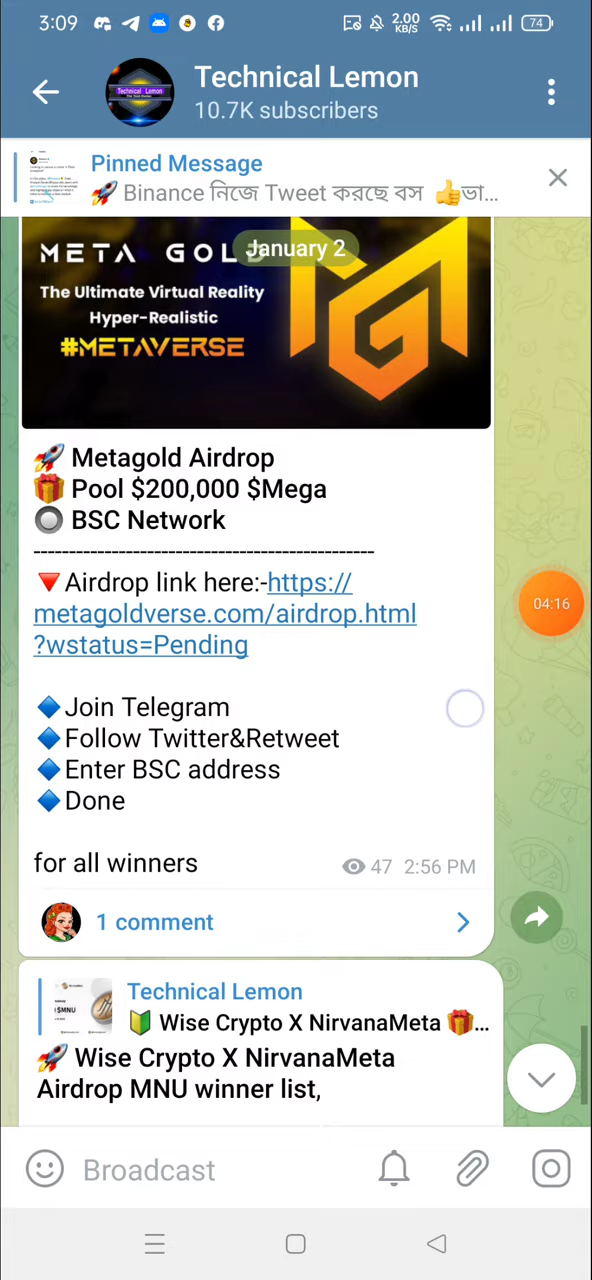 3:09
2.00
KB/S
74
Technical Lemon
Technical Lemon
10.7K subscribers
Pinned Message
🚀 Binance নিজে Tweet করছে বস 👍ভা...
January 2
META GOLD
The Ultimate Virtual Reality
Hyper-Realistic
#METAVERSE
🚀 Metagold Airdrop
🎁 Pool $200,000 $Mega
🔘 BSC Network
-----------------------------------------------
🔻Airdrop link here:-https://
metagoldverse.com/airdrop.html
?wstatus=Pending
04:16
🔷Join Telegram
🔷Follow Twitter&Retweet
🔷Enter BSC address
🔷Done
for all winners
47 2:56 PM
1 comment
$MNU
Technical Lemon
🔰 Wise Crypto X NirvanaMeta 🎁...
🚀 Wise Crypto X NirvanaMeta
Airdrop MNU winner list,
Broadcast